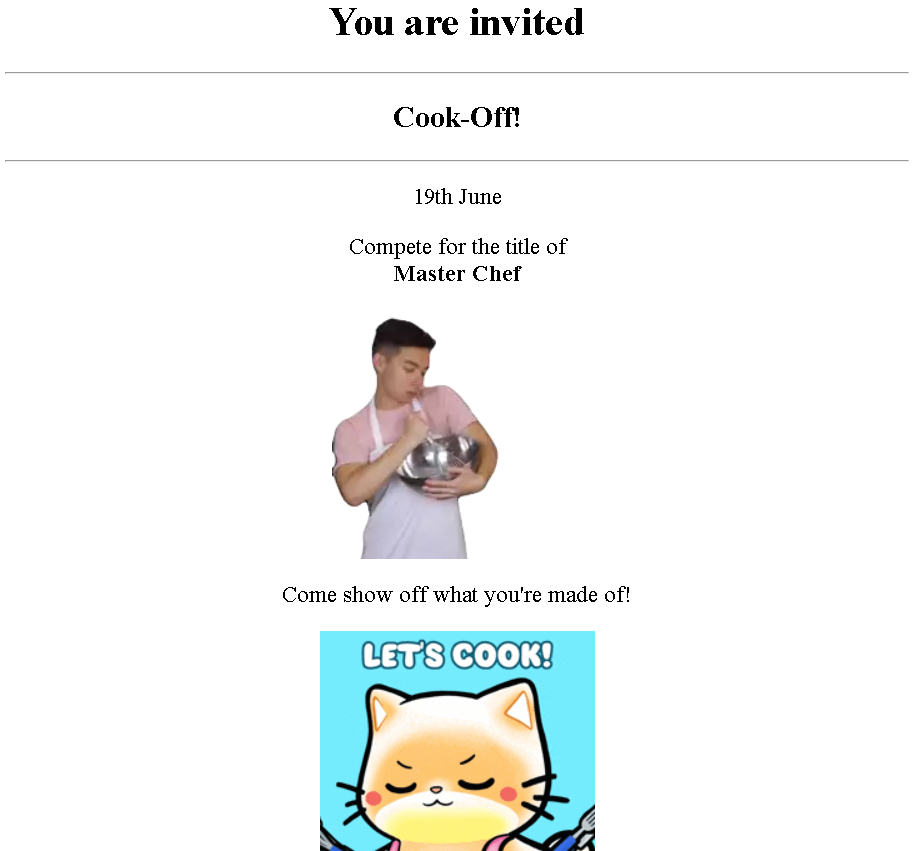 You are invited
Cook-Off!
19th June
Compete for the title of
Master Chef
Come show off what you're made of!
LET'S COOK!